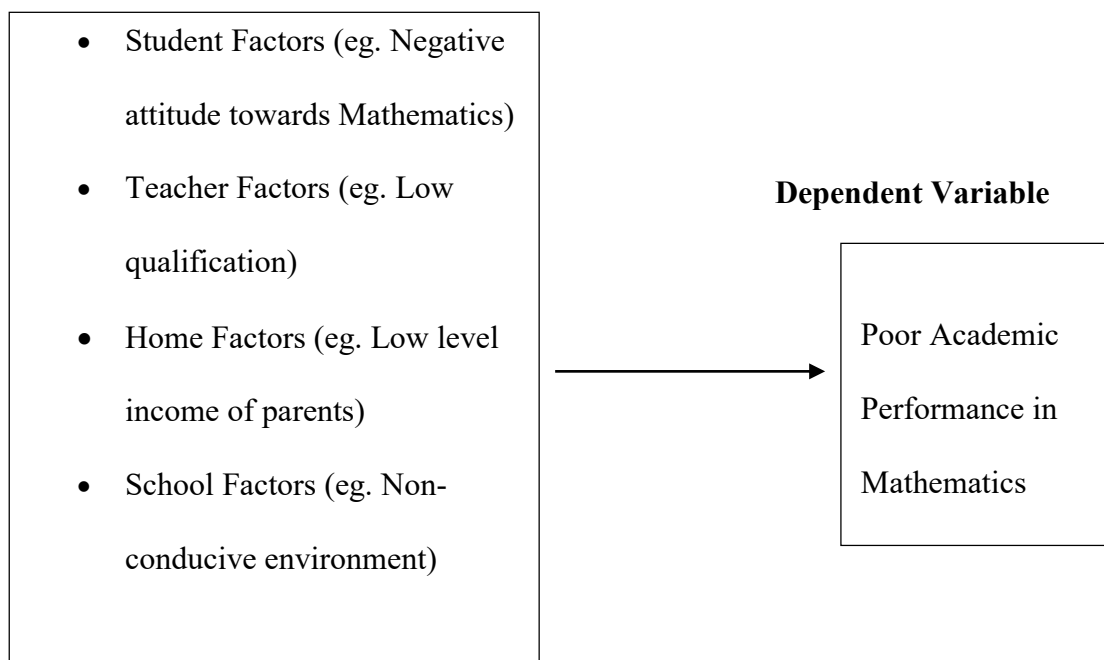 • Student Factors (eg. Negative
attitude towards Mathematics)
• Teacher Factors (eg. Low
qualification)
• Home Factors (eg. Low level
income of parents)
• School Factors (eg. Non-
conducive environment)
Dependent Variable
Poor Academic
Performance in
Mathematics